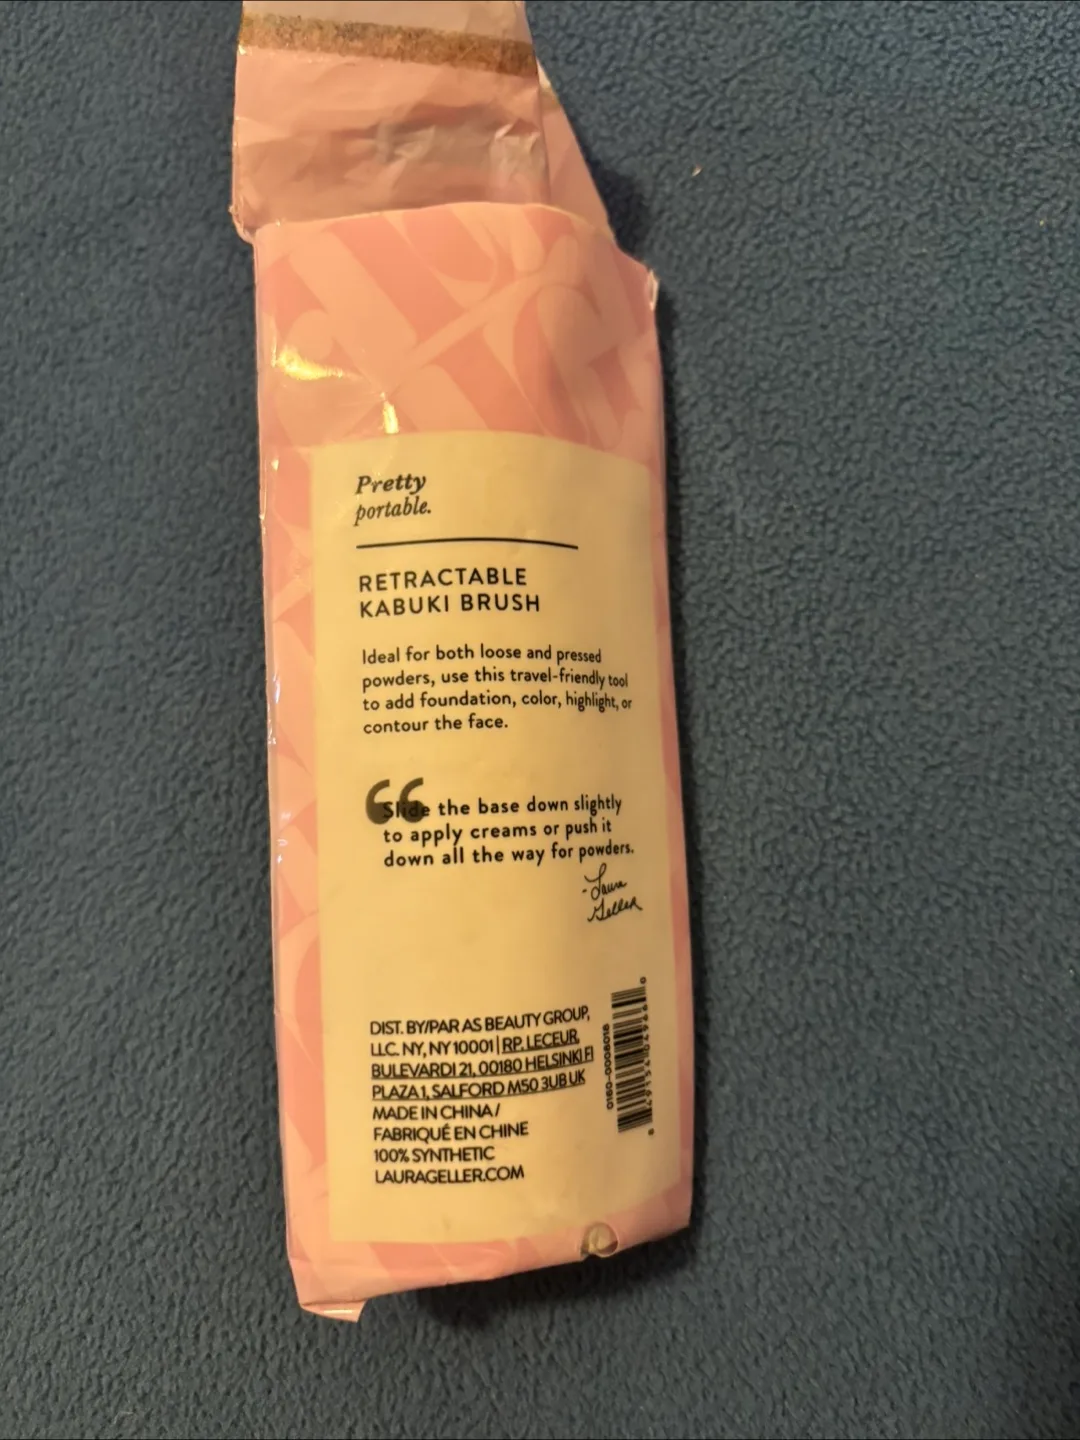 Pretty
portable.
RETRACTABLE
KABUKI BRUSH
Ideal for both loose and pressed
powders, use this travel-friendly tool
to add foundation, color, highlight, or
contour the face.
“
Slide the base down slightly
to apply creams or push it
down all the way for powders.
-Laura
Geller
DIST. BY/PAR AS BEAUTY GROUP,
LLC. NY, NY 10001 | RP. LECEUR,
BULEVARDI 21, 00180 HELSINKI FI
PLAZA 1, SALFORD M50 3UB UK
MADE IN CHINA /
FABRIQUÉ EN CHINE
100% SYNTHETIC
LAURAGELLER.COM
0160-0008018